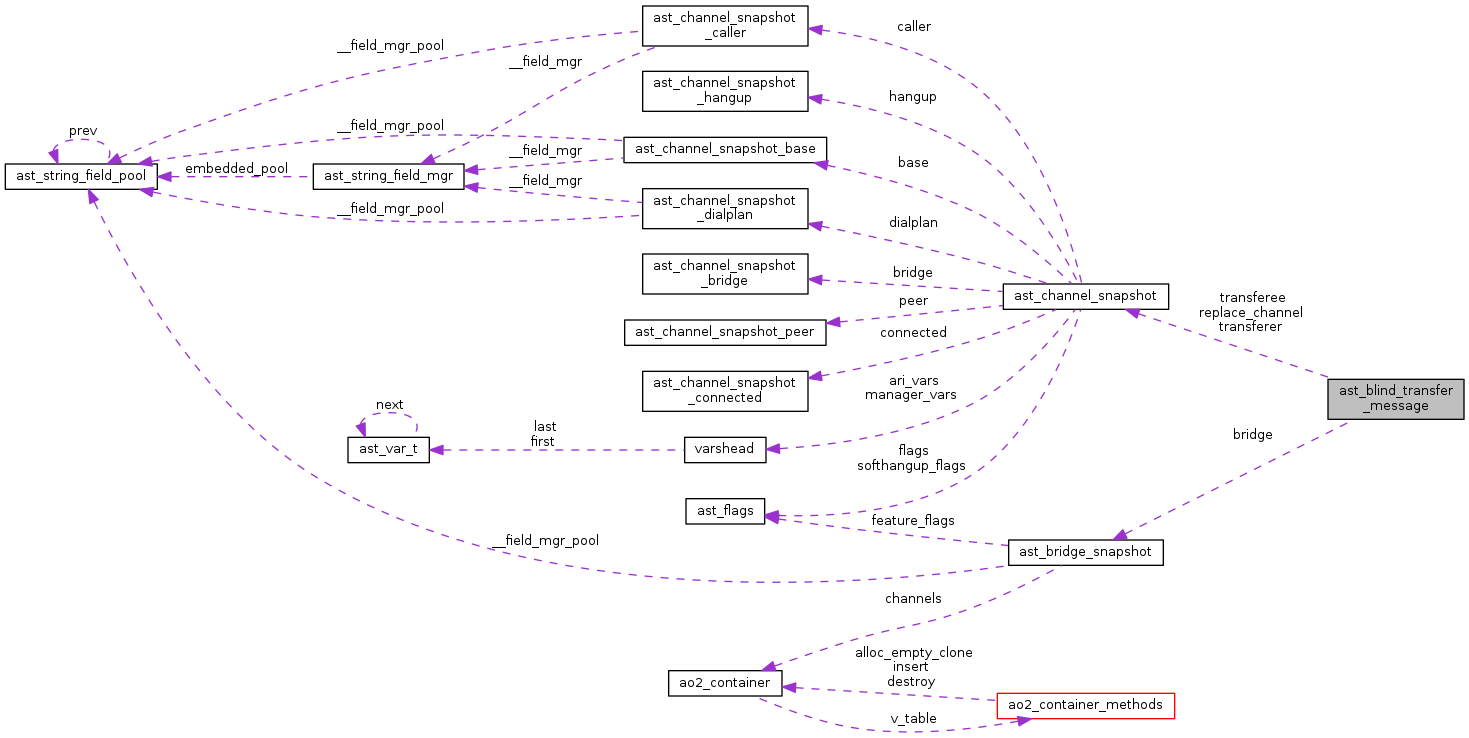 ast_channel_snapshot
_caller
caller
__field_mgr_pool
__field_mgr
ast_channel_snapshot
_hangup
hangup
prev
__field_mgr_pool
ast_channel_snapshot_base
__field_mgr
base
ast_string_field_pool
embedded_pool
ast_string_field_mgr
__field_mgr
ast_channel_snapshot
_dialplan
__field_mgr_pool
dialplan
ast_channel_snapshot
_bridge
bridge
ast_channel_snapshot
peer
transferee
replace_channel
transferer
ast_channel_snapshot_peer
connected
ast_channel_snapshot
_connected
ari_vars
manager_vars
ast_blind_transfer
_message
next
last
first
ast_var_t
varshead
bridge
flags
softhangup_flags
ast_flags
feature_flags
__field_mgr_pool
ast_bridge_snapshot
channels
alloc_empty_clone
insert
destroy
ao2_container
ao2_container_methods
v_table